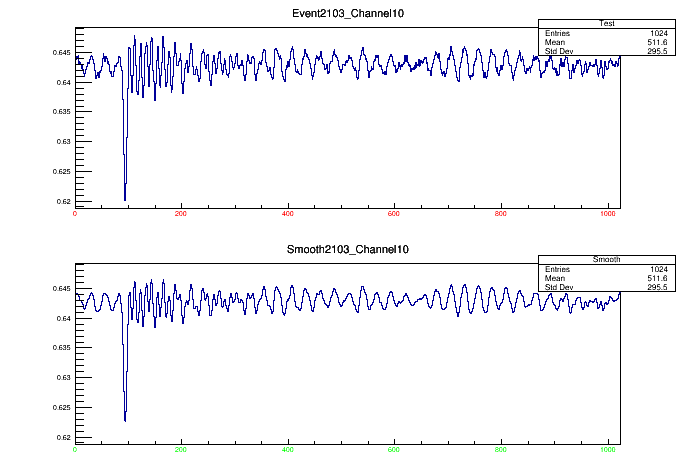 Event2103_Channel10
Test
Entries 1024
Mean 511.6
Std Dev 295.5
0.645
0.64
0.635
0.63
0.625
0.62
0 200 400 600 800 1000
Smooth2103_Channel10
Smooth
Entries 1024
Mean 511.6
Std Dev 295.5
0.645
0.64
0.635
0.63
0.625
0.62
0 200 400 600 800 1000